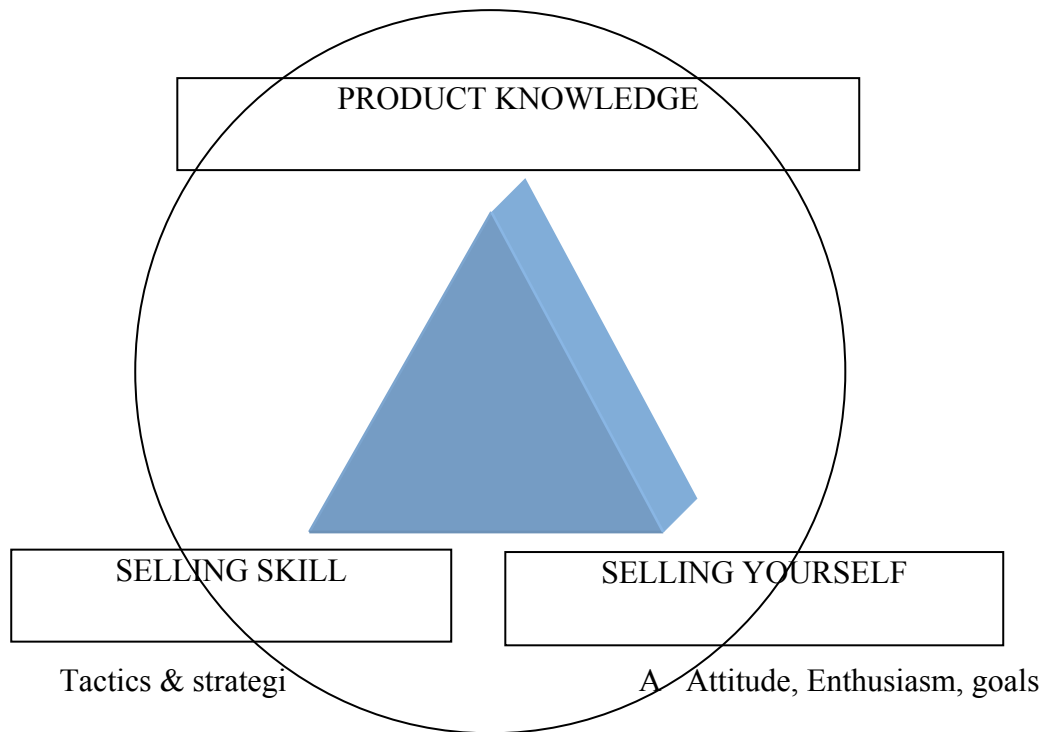 PRODUCT KNOWLEDGE
SELLING SKILL
SELLING YOURSELF
Tactics & strategi
A Attitude, Enthusiasm, goals